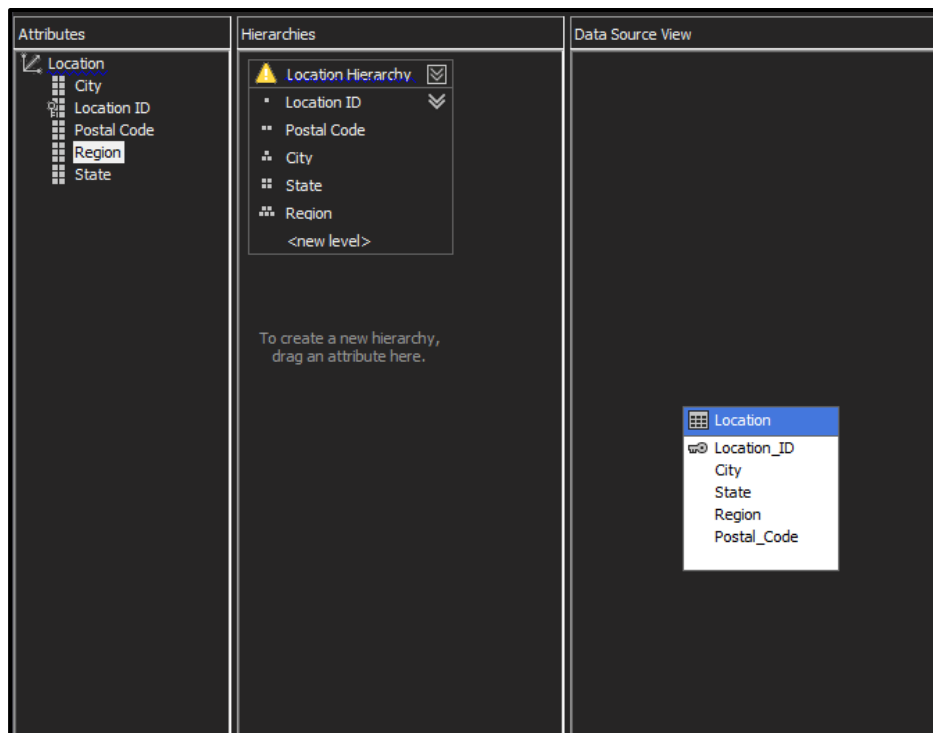 Attributes
Location
City
Location ID
Postal Code
Region
State
Hierarchies
Location Hierarchy
Location ID
Postal Code
City
State
Region
<new level>
To create a new hierarchy,
drag an attribute here.
Data Source View
Location
Location_ID
City
State
Region
Postal_Code